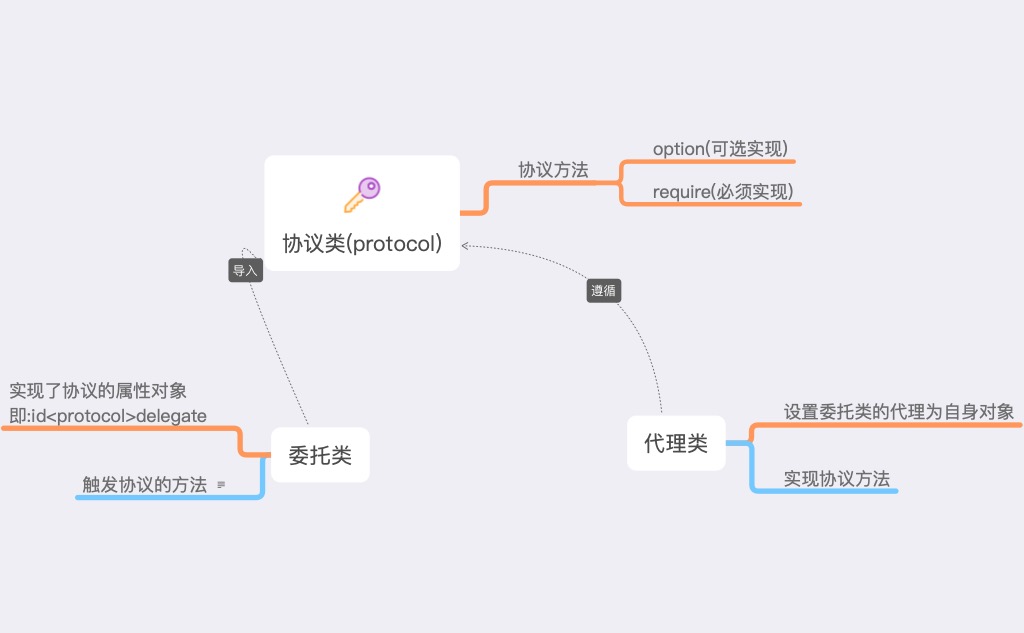 option(可选实现)
协议方法
require(必须实现)
协议类(protocol)
导入
遵循
实现了协议的属性对象
即:id<protocol>delegate
委托类
触发协议的方法
设置委托类的代理为自身对象
代理类
实现协议方法